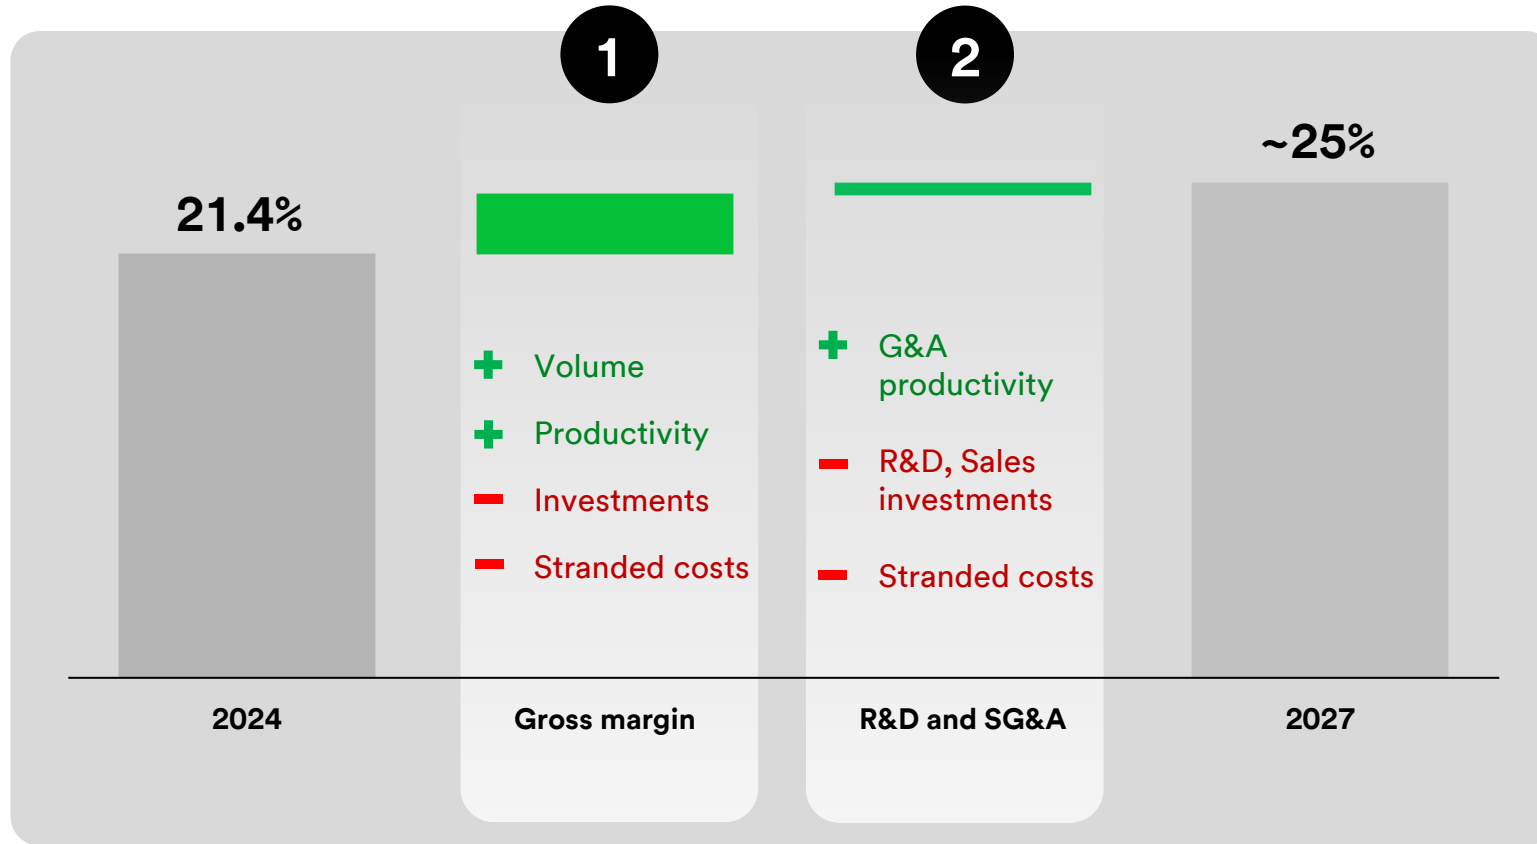 1
2
21.4%
~25%
Volume
Productivity
Investments
Stranded costs
G&A
productivity
R&D, Sales
investments
Stranded costs
2024
Gross margin
R&D and SG&A
2027